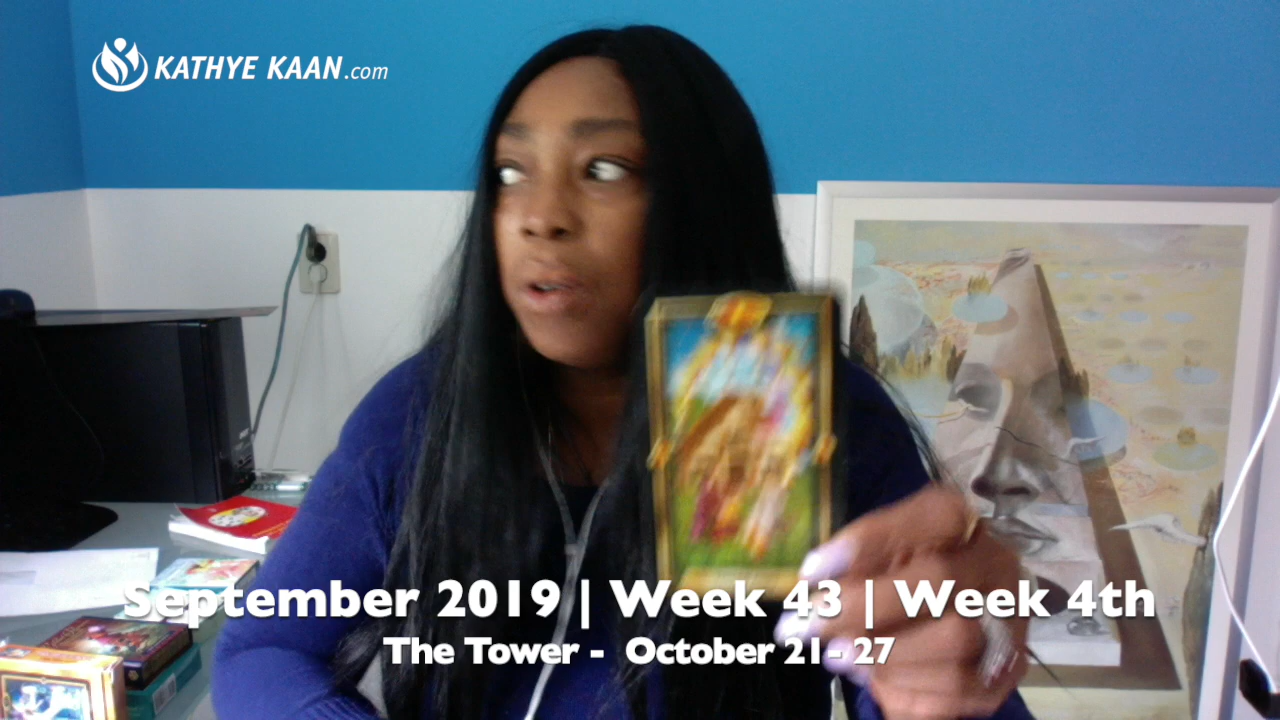 KATHYE KAAN.com
September 2019 | Week 43 | Week 4th
The Tower - October 21- 27